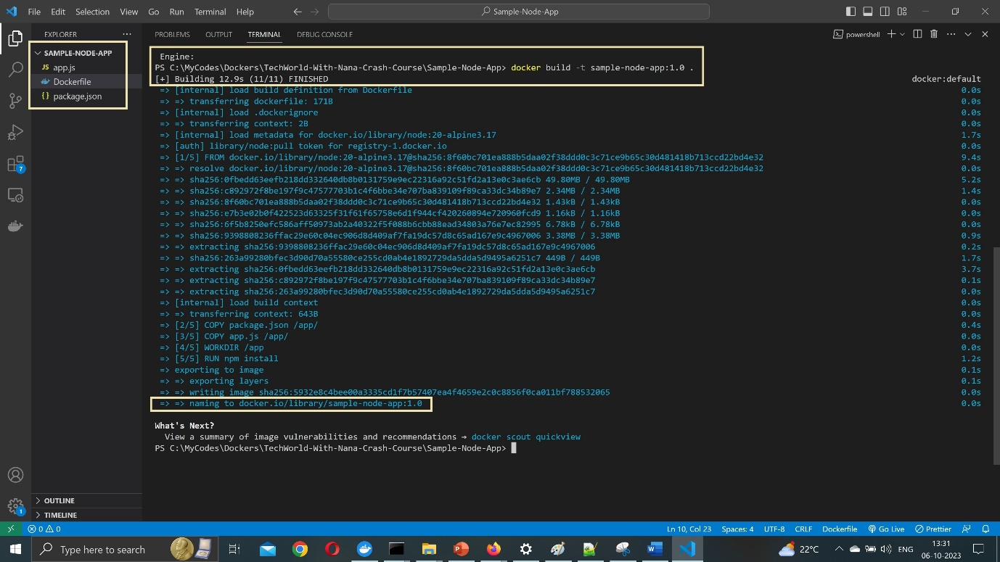 File Edit Selection View Go Run Terminal Help
Sample-Node-App
EXPLORER
SAMPLE-NODE-APP
JS app.js
Dockerfile
{} package.json
OUTLINE
TIMELINE
7
1
PROBLEMS OUTPUT TERMINAL DEBUG CONSOLE
powershell
Engine:
PS C:\MyCodes\Dockers\TechWorld-With-Nana-Crash-Course\Sample-Node-App> docker build -t sample-node-app:1.0 .
[+] Building 12.9s (11/11) FINISHED docker:default
=> [internal] load build definition from Dockerfile 0.0s
=> => transferring dockerfile: 171B 0.0s
=> [internal] load .dockerignore 0.0s
=> => transferring context: 2B 0.0s
=> [internal] load metadata for docker.io/library/node:20-alpine3.17 1.7s
=> [auth] library/node:pull token for registry-1.docker.io 0.0s
=> [1/5] FROM docker.io/library/node:20-alpine3.17@sha256:8f60bc701ea888b5daa02f38ddd0c3c71ce9b65c30d481418b713ccd22bd4e32 9.4s
=> => resolve docker.io/library/node:20-alpine3.17@sha256:8f60bc701ea888b5daa02f38ddd0c3c71ce9b65c30d481418b713ccd22bd4e32 0.0s
=> => sha256:0fbedd63eefb218dd332640db8b0131759e9ec22316a92c51fd2a13e0c3ae6cb 49.80MB / 49.80MB 5.2s
=> => sha256:c892972f8be197f9c47577703b1c4f6bbe34e707ba839109f89ca33dc34b89e7 2.34MB / 2.34MB 1.4s
=> => sha256:8f60bc701ea888b5daa02f38ddd0c3c71ce9b65c30d481418b713ccd22bd4e32 1.43kB / 1.43kB 0.0s
=> => sha256:e7b3e02b0f422523d63325f31f61f65758e6d1f944cf420260894e720960fcd9 1.16kB / 1.16kB 0.0s
=> => sha256:6f5b8250efc586aff50973ab2a40322f5f088b6cbb88ead34803a76e7ec82995 6.78kB / 6.78kB 0.0s
=> => sha256:9398808236ffac29e60c04ec906d8d409af7fa19dc57d8c65ad167e9c4967006 3.38MB / 3.38MB 0.9s
=> => extracting sha256:9398808236ffac29e60c04ec906d8d409af7fa19dc57d8c65ad167e9c4967006 0.2s
=> => sha256:263a99280bfec3d90d70a55580ce255cd0ab4e1892729da5dda5d9495a6251c7 449B / 449B 1.7s
=> => extracting sha256:0fbedd63eefb218dd332640db8b0131759e9ec22316a92c51fd2a13e0c3ae6cb 3.7s
=> => extracting sha256:c892972f8be197f9c47577703b1c4f6bbe34e707ba839109f89ca33dc34b89e7 0.1s
=> => extracting sha256:263a99280bfec3d90d70a55580ce255cd0ab4e1892729da5dda5d9495a6251c7 0.0s
=> [internal] load build context 0.0s
=> => transferring context: 643B 0.0s
=> [2/5] COPY package.json /app/ 0.4s
=> [3/5] COPY app.js /app/ 0.0s
=> [4/5] WORKDIR /app 0.0s
=> [5/5] RUN npm install 1.2s
=> exporting to image 0.1s
=> => exporting layers 0.1s
=> => writing image sha256:5932e8c4bee00a3335cd1f7b57407ea4f4659e2c0c8856f0ca011bf788532065 0.0s
=> => naming to docker.io/library/sample-node-app:1.0 0.0s
What's Next?
View a summary of image vulnerabilities and recommendations → docker scout quickview
PS C:\MyCodes\Dockers\TechWorld-With-Nana-Crash-Course\Sample-Node-App>
0 0 Ln 10, Col 23 Spaces: 4 UTF-8 CRLF Dockerfile Go Live Prettier
Type here to search 22°C ENG 13:31
06-10-2023